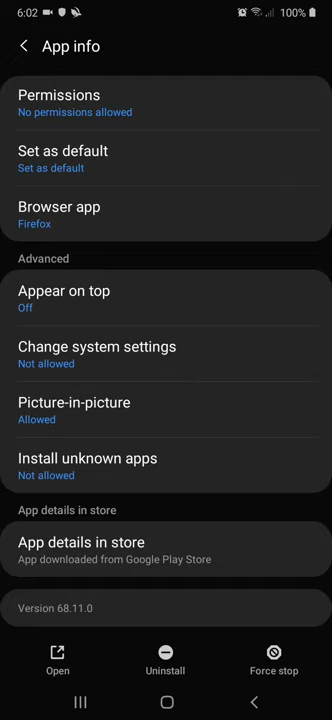 6:02
100%
App info
Permissions
No permissions allowed
Set as default
Set as default
Browser app
Firefox
Advanced
Appear on top
Off
Change system settings
Not allowed
Picture-in-picture
Allowed
Install unknown apps
Not allowed
App details in store
App details in store
App downloaded from Google Play Store
Version 68.11.0
Open
Uninstall
Force stop